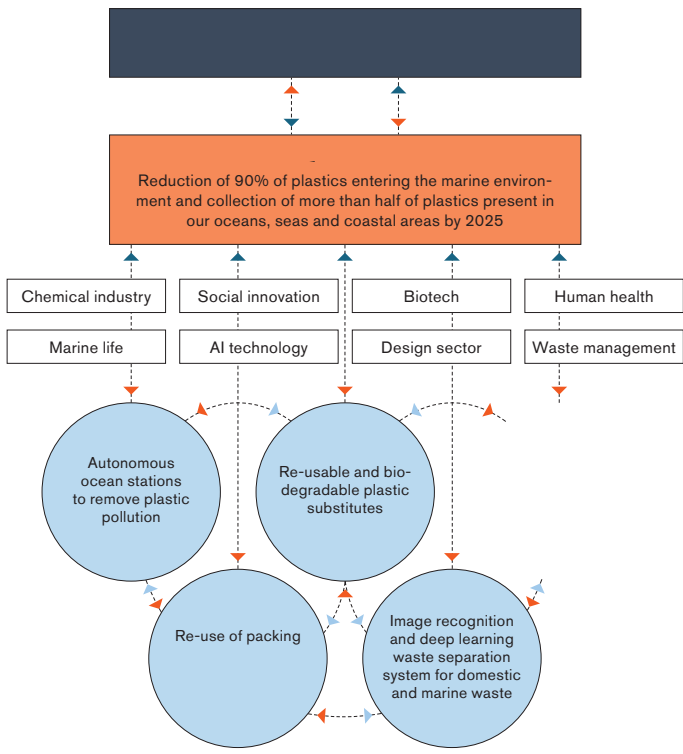 Reduction of 90% of plastics entering the marine environ-
ment and collection of more than half of plastics present in
our oceans, seas and coastal areas by 2025
Chemical industry
Social innovation
Biotech
Human health
Marine life
AI technology
Design sector
Waste management
Autonomous
ocean stations
to remove plastic
pollution
Re-usable and bio-
degradable plastic
substitutes
Re-use of packing
Image recognition
and deep learning
waste separation
system for domestic
and marine waste